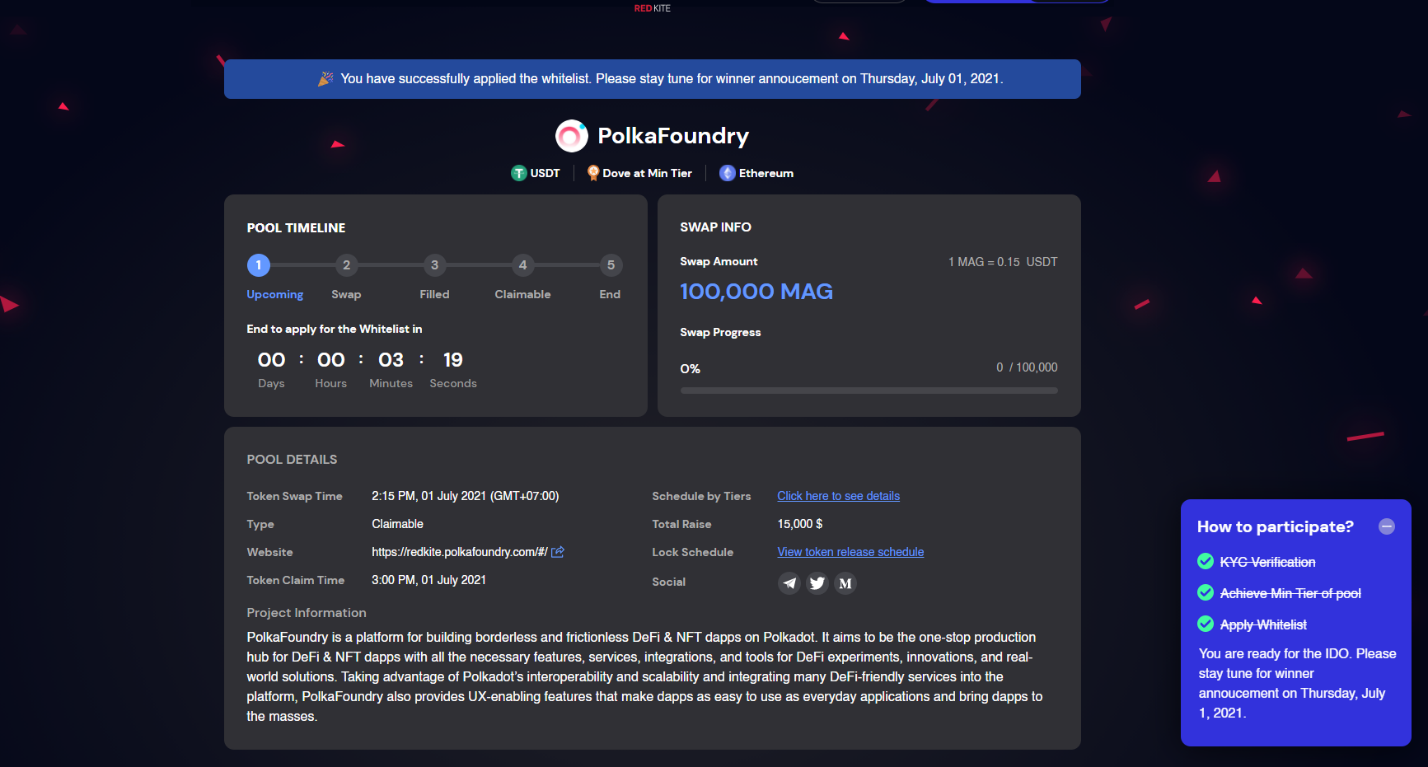 REDKITE
🎉 You have successfully applied the whitelist. Please stay tune for winner annoucement on Thursday, July 01, 2021.
PolkaFoundry
USDT | Dove at Min Tier | Ethereum
POOL TIMELINE
1 2 3 4 5
Upcoming Swap Filled Claimable End
End to apply for the Whitelist in
00 : 00 : 03 : 19
Days Hours Minutes Seconds
SWAP INFO
Swap Amount 1 MAG = 0.15 USDT
100,000 MAG
Swap Progress
0% 0 / 100,000
POOL DETAILS
Token Swap Time 2:15 PM, 01 July 2021 (GMT+07:00)
Type Claimable
Website https://redkite.polkafoundry.com/#/
Token Claim Time 3:00 PM, 01 July 2021
Schedule by Tiers Click here to see details
Total Raise 15,000 $
Lock Schedule View token release schedule
Social
Project Information
PolkaFoundry is a platform for building borderless and frictionless DeFi & NFT dapps on Polkadot. It aims to be the one-stop production
hub for DeFi & NFT dapps with all the necessary features, services, integrations, and tools for DeFi experiments, innovations, and real-
world solutions. Taking advantage of Polkadot's interoperability and scalability and integrating many DeFi-friendly services into the
platform, PolkaFoundry also provides UX-enabling features that make dapps as easy to use as everyday applications and bring dapps to
the masses.
How to participate?
KYC Verification
Achieve Min Tier of pool
Apply Whitelist
You are ready for the IDO. Please
stay tune for winner
annoucement on Thursday, July
1, 2021.